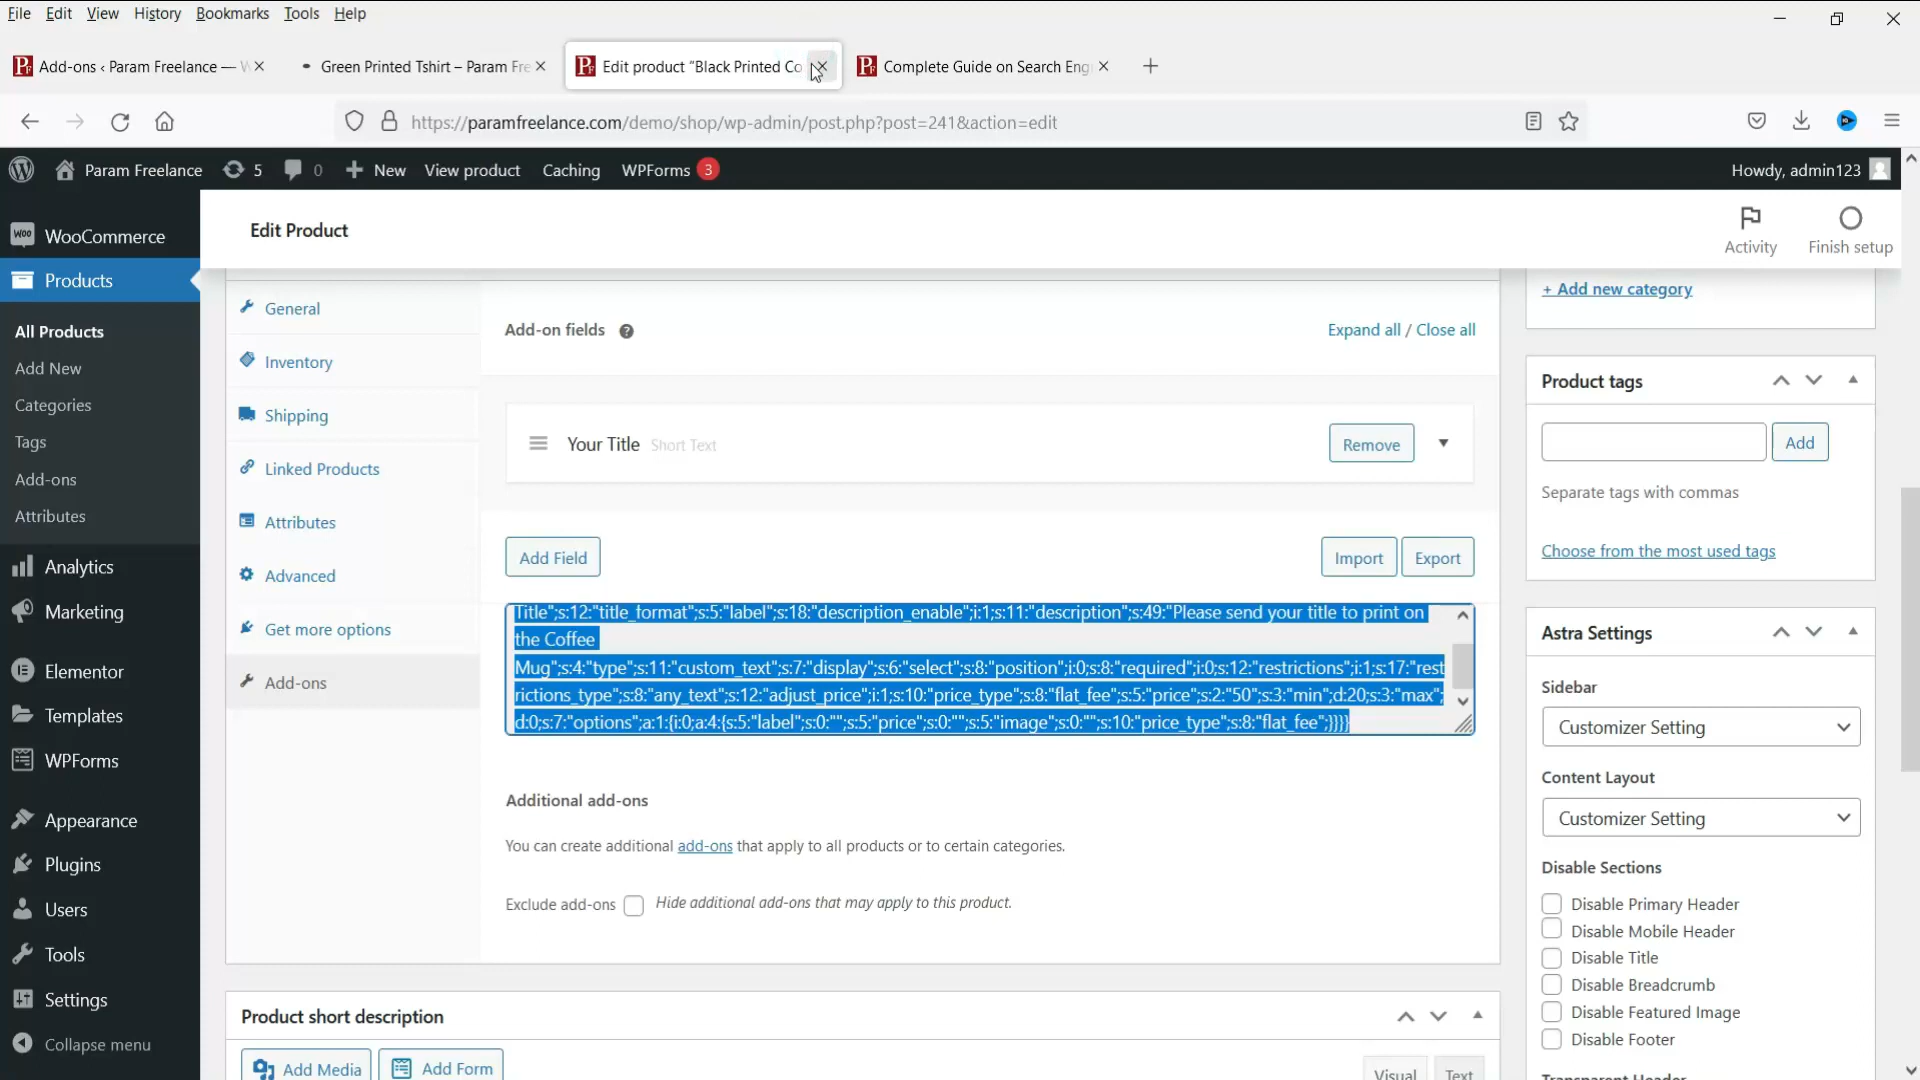 File Edit View History Bookmarks Tools Help
Add-ons ‹ Param Freelance —
Green Printed Tshirt – Param Fre
Edit product “Black Printed Co
Complete Guide on Search Eng
https://paramfreelance.com/demo/shop/wp-admin/post.php?post=241&action=edit
Param Freelance 5 0 New View product Caching WPForms 3
Howdy, admin123
WooCommerce
Products
All Products
Add New
Categories
Tags
Add-ons
Attributes
Analytics
Marketing
Elementor
Templates
WPForms
Appearance
Plugins
Users
Tools
Settings
Collapse menu
Edit Product
Activity
Finish setup
General
Inventory
Shipping
Linked Products
Attributes
Advanced
Get more options
Add-ons
Add-on fields
Expand all / Close all
Your Title Short Text
Remove
Add Field
Import
Export
Title";s:12:"title_format";s:5:"label";s:18:"description_enable";i:1;s:11:"description";s:49:"Please send your title to print on
the Coffee
Mug";s:4:"type";s:11:"custom_text";s:7:"display";s:6:"select";s:8:"position";i:0;s:8:"required";i:0;s:12:"restrictions";i:1;s:17:"rest
rictions_type";s:8:"any_text";s:12:"adjust_price";i:1;s:10:"price_type";s:8:"flat_fee";s:5:"price";s:2:"50";s:3:"min";d:20;s:3:"max";
d:0;s:7:"options";a:1:{i:0;a:4:{s:5:"label";s:0:"";s:5:"price";s:0:"";s:5:"image";s:0:"";s:10:"price_type";s:8:"flat_fee";}}}}
Additional add-ons
You can create additional add-ons that apply to all products or to certain categories.
Exclude add-ons Hide additional add-ons that may apply to this product.
Product short description
Add Media
Add Form
Visual
Text
+ Add new category
Product tags
Add
Separate tags with commas
Choose from the most used tags
Astra Settings
Sidebar
Customizer Setting
Content Layout
Customizer Setting
Disable Sections
Disable Primary Header
Disable Mobile Header
Disable Title
Disable Breadcrumb
Disable Featured Image
Disable Footer
Transparent Header